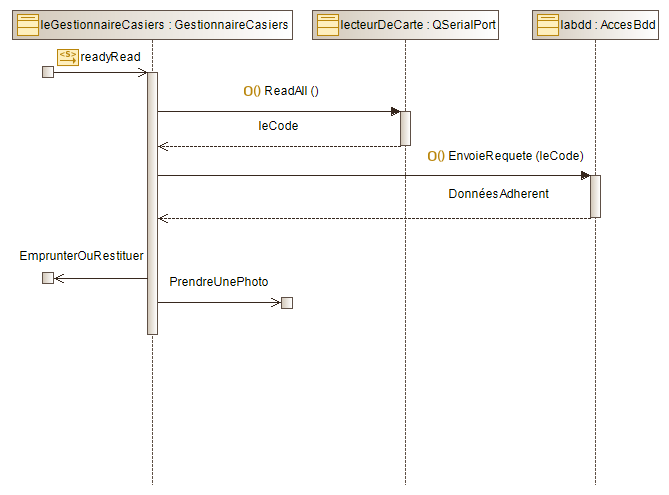 leGestionnaireCasiers : GestionnaireCasiers
lecteurDeCarte : QSerialPort
labdd : AccesBdd
<S> readyRead
O() ReadAll ()
leCode
O() EnvoieRequete (leCode)
DonnéesAdherent
EmprunterOuRestituer
PrendreUnePhoto